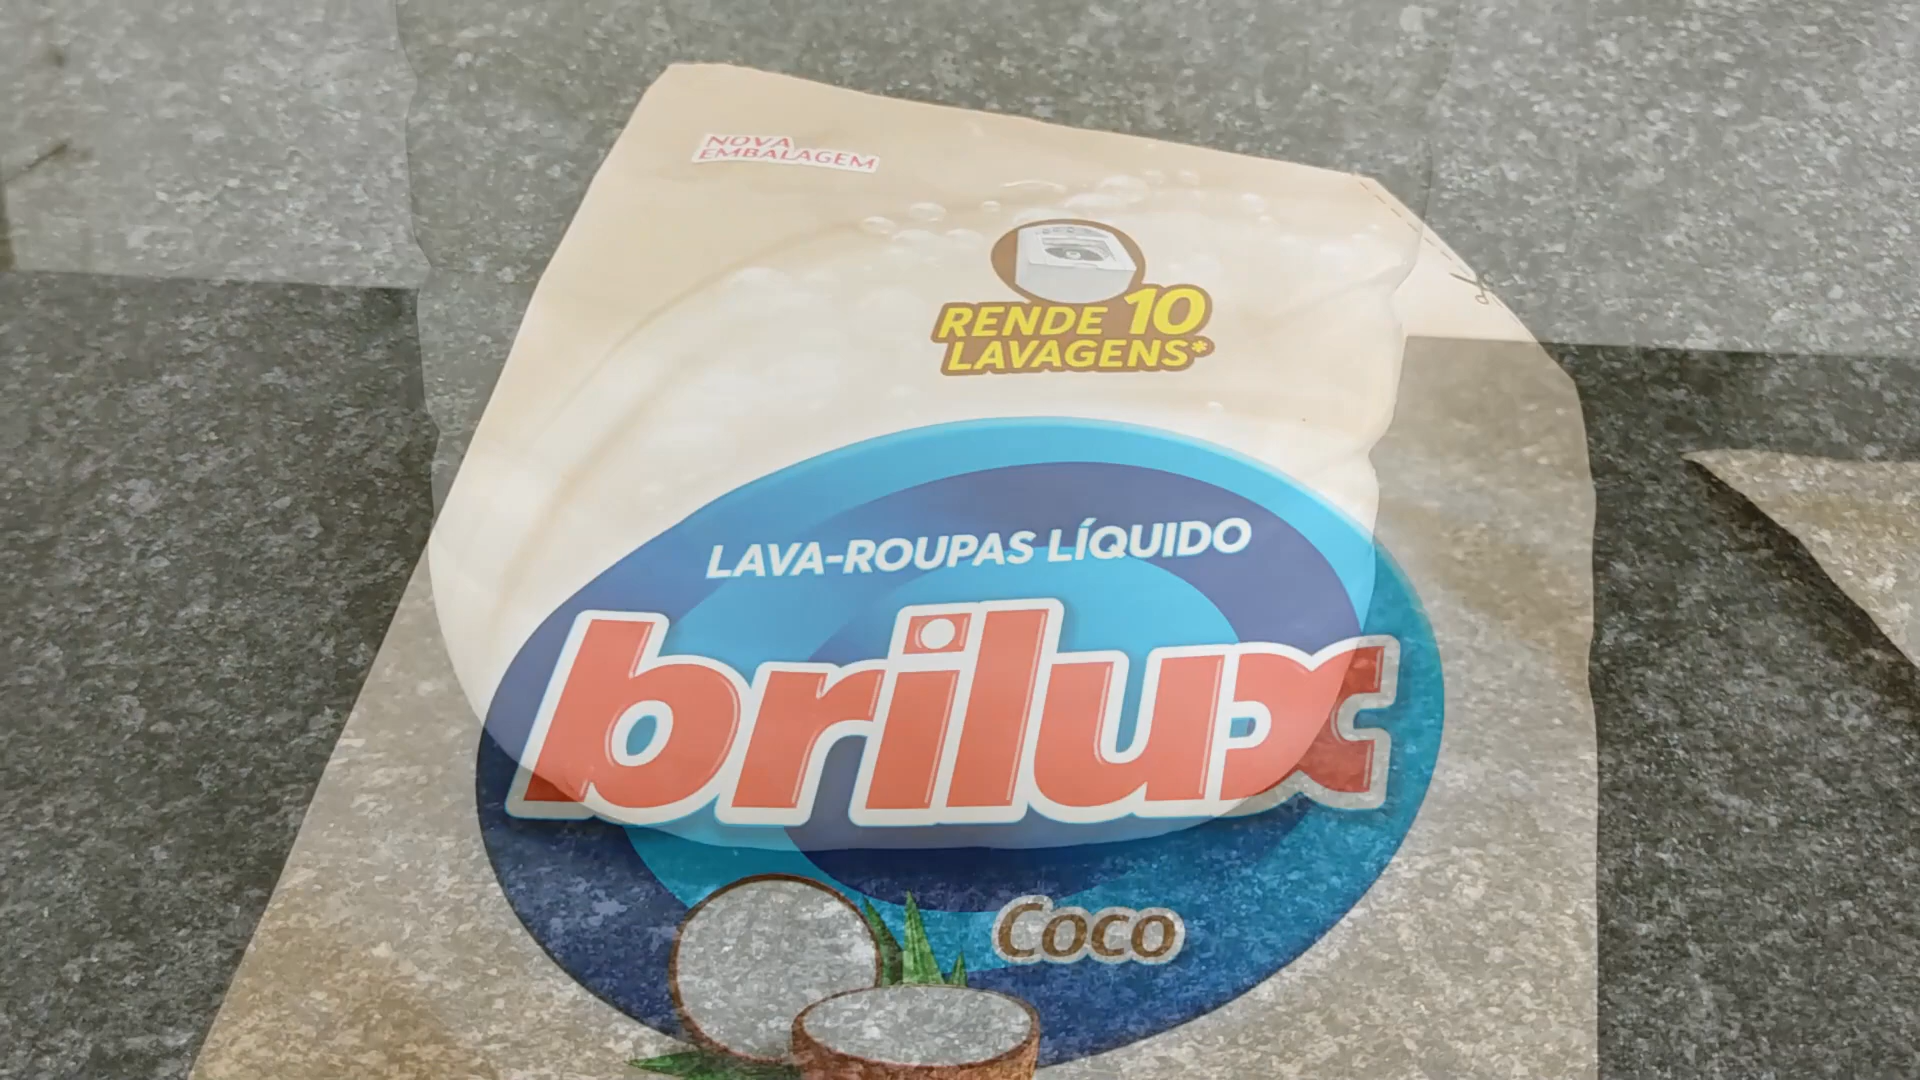 NOVA
EMBALAGEM
RENDE 10
LAVAGENS*
LAVA-ROUPAS LÍQUIDO
brilux
Coco